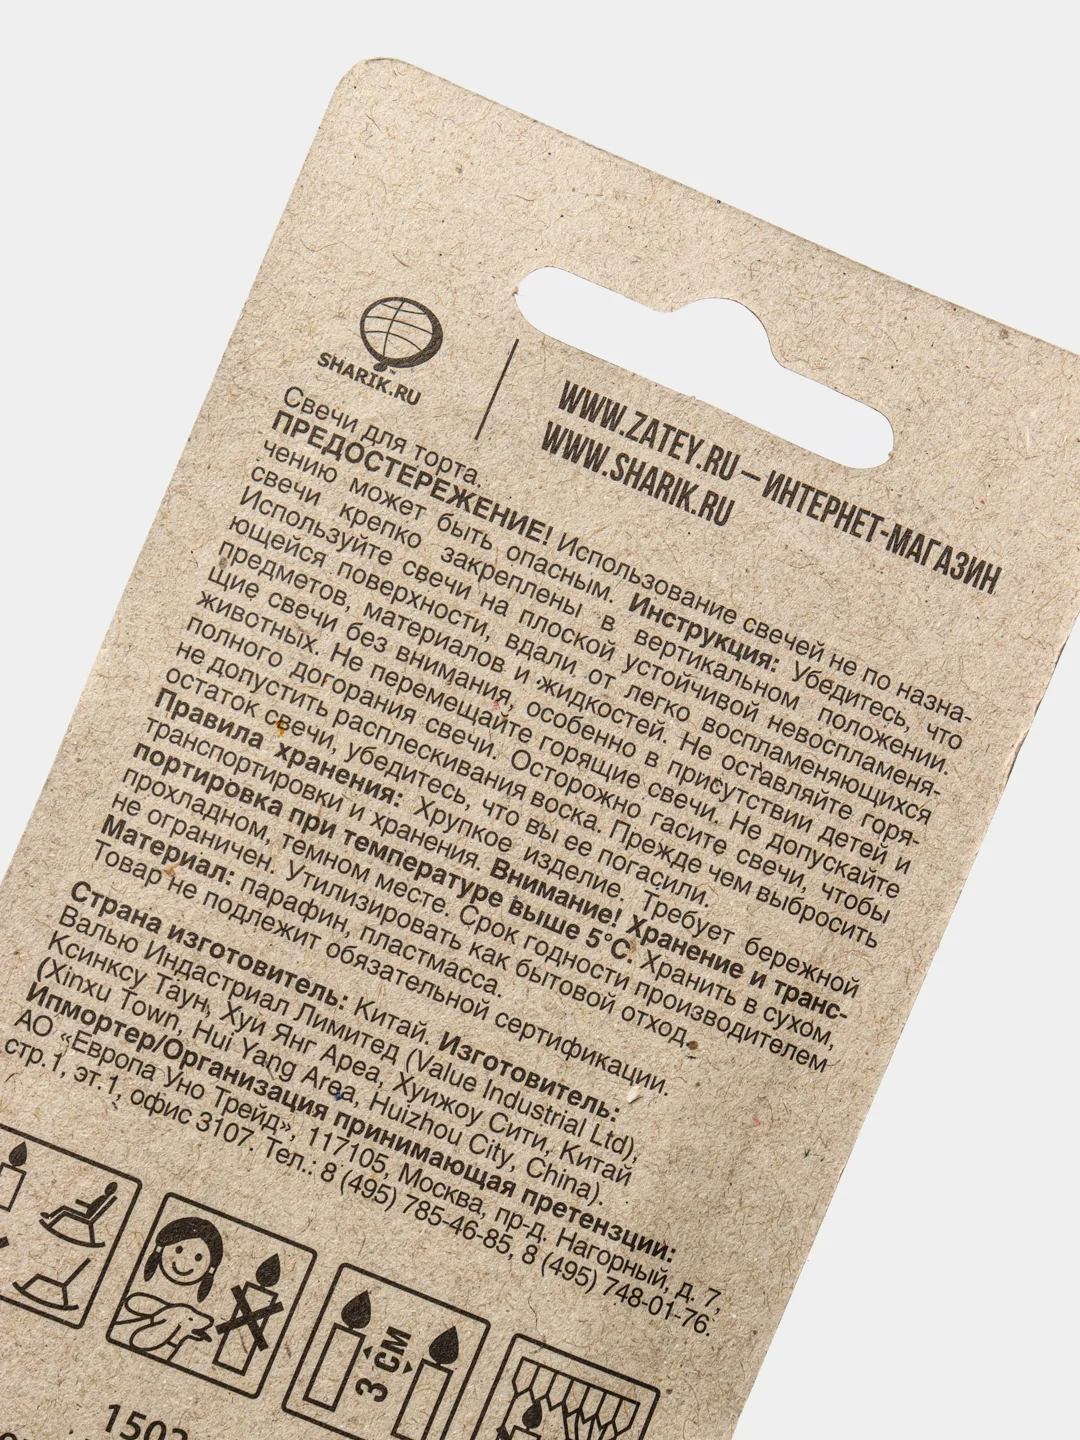 SHARIK.RU
WWW.ZATEY.RU – ИНТЕРНЕТ-МАГАЗИН
WWW.SHARIK.RU
Свечи для торта.
ПРЕДОСТЕРЕЖЕНИЕ! Использование свечей не по назна-
чению может быть опасным. Инструкция: Убедитесь, что
свечи крепко закреплены в вертикальном положении.
Используйте свечи на плоской устойчивой невоспламеня-
ющейся поверхности, вдали от легко воспламеняющихся
предметов, материалов и жидкостей. Не оставляйте горя-
щие свечи без внимания, особенно в присутствии детей и
животных. Не перемещайте горящие свечи. Не допускайте
полного догорания свечи. Осторожно гасите свечи, чтобы
не допустить расплескивания воска. Прежде чем выбросить
остаток свечи, убедитесь, что вы ее погасили.
Правила хранения: Хрупкое изделие. Требует бережной
транспортировки и хранения. Внимание! Хранение и транс-
портировка при температуре выше 5°С. Хранить в сухом,
прохладном, темном месте. Срок годности производителем
не ограничен. Утилизировать как бытовой отход.
Материал: парафин, пластмасса.
Товар не подлежит обязательной сертификации.
Страна изготовитель: Китай. Изготовитель:
Валью Индастриал Лимитед (Value Industrial Ltd),
Ксинксу Таун, Хуи Янг Ареа, Хуижоу Сити, Китай
(Xinxu Town, Hui Yang Area, Huizhou City, China).
Ипмортер/Организация принимающая претензции:
АО «Европа Уно Трейд», 117105, Москва, пр-д. Нагорный, д. 7,
стр.1, эт.1, офис 3107. Тел.: 8 (495) 785-46-85, 8 (495) 748-01-76.
3 СМ
1502